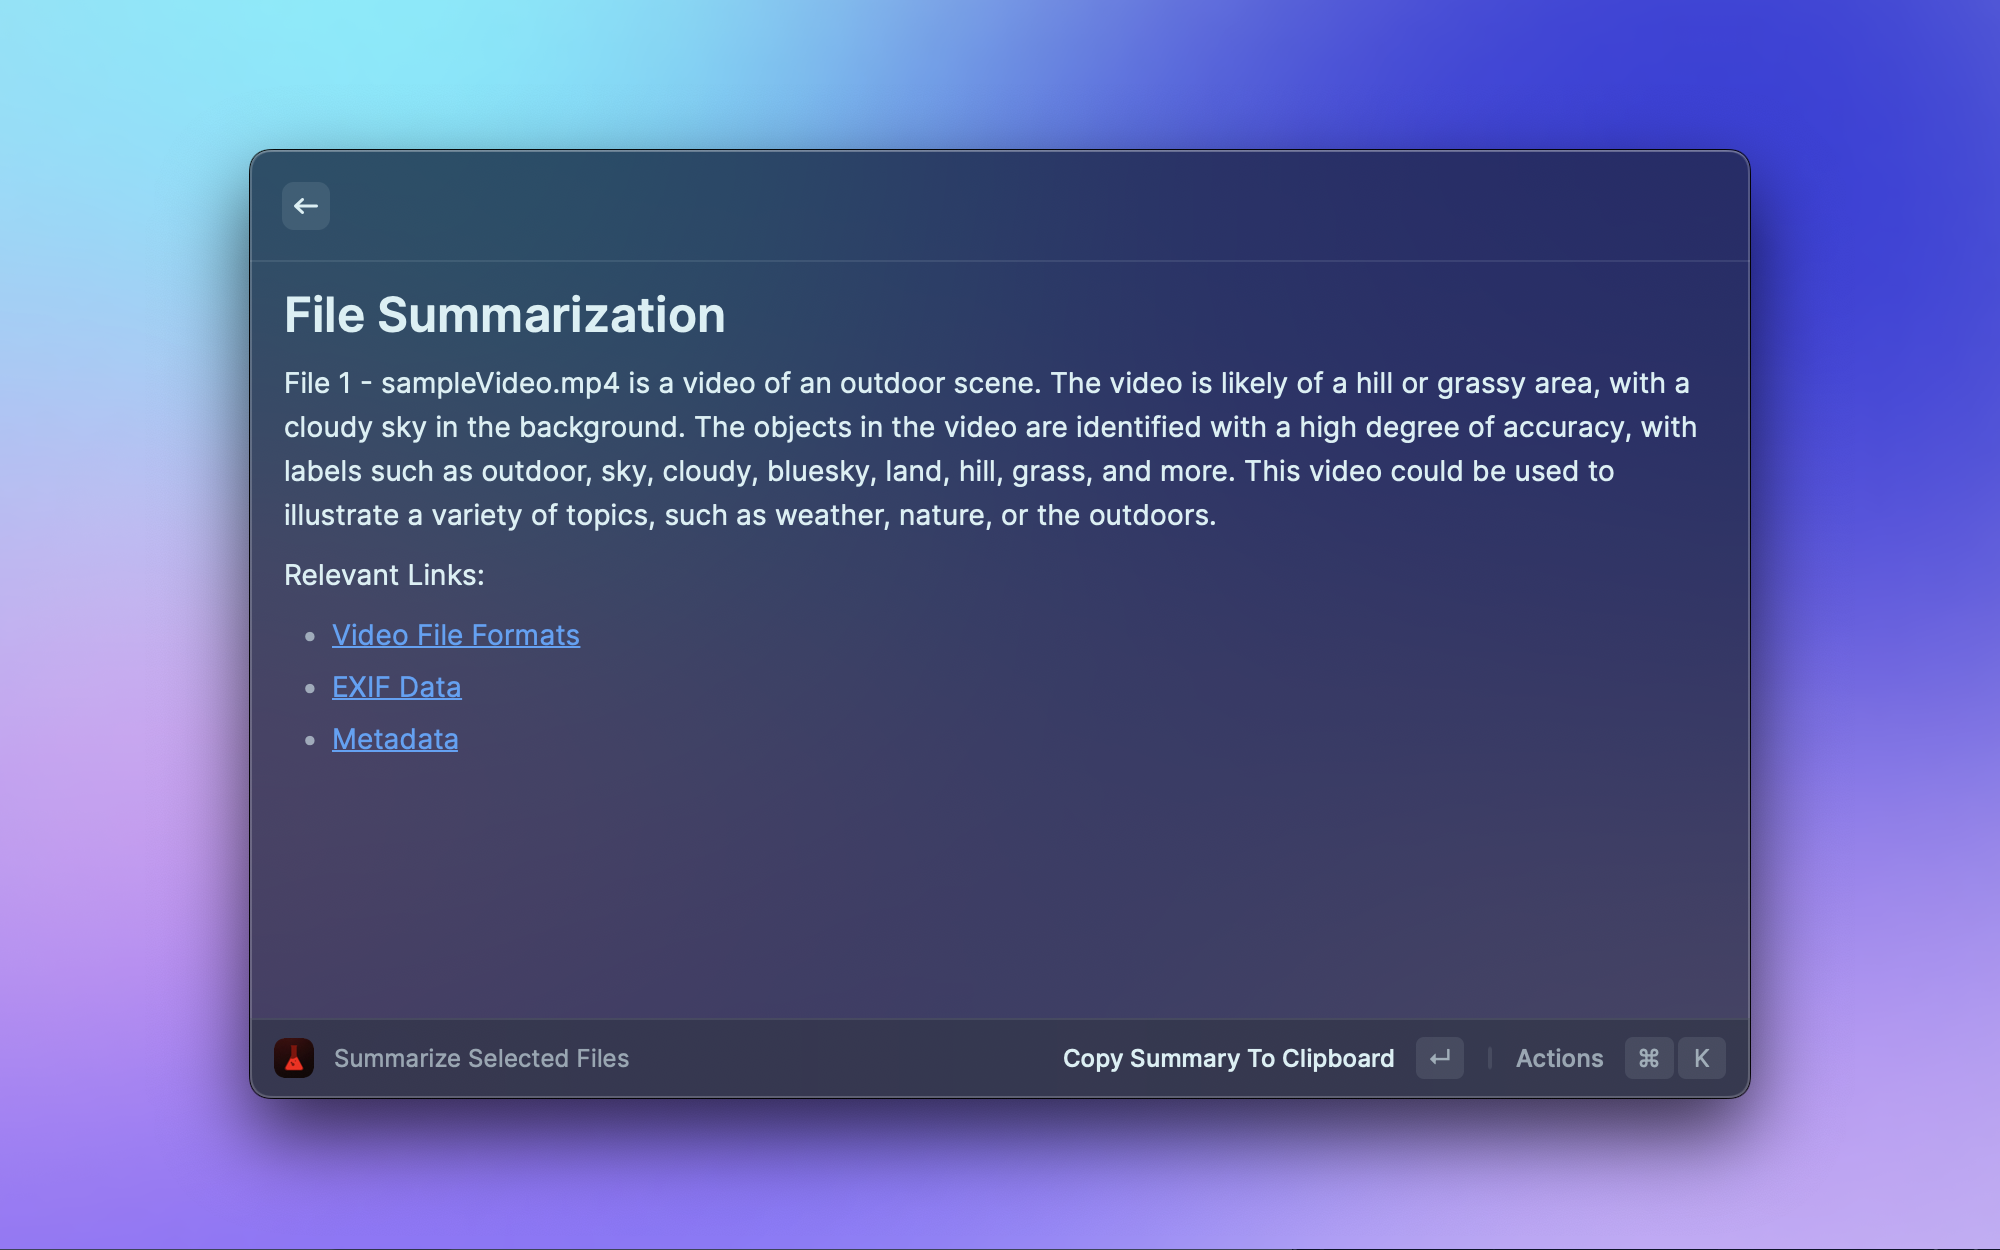 File Summarization
File 1 - sampleVideo.mp4 is a video of an outdoor scene. The video is likely of a hill or grassy area, with a
cloudy sky in the background. The objects in the video are identified with a high degree of accuracy, with
labels such as outdoor, sky, cloudy, bluesky, land, hill, grass, and more. This video could be used to
illustrate a variety of topics, such as weather, nature, or the outdoors.
Relevant Links:
• Video File Formats
• EXIF Data
• Metadata
Summarize Selected Files
Copy Summary To Clipboard ↵ | Actions ⌘ K